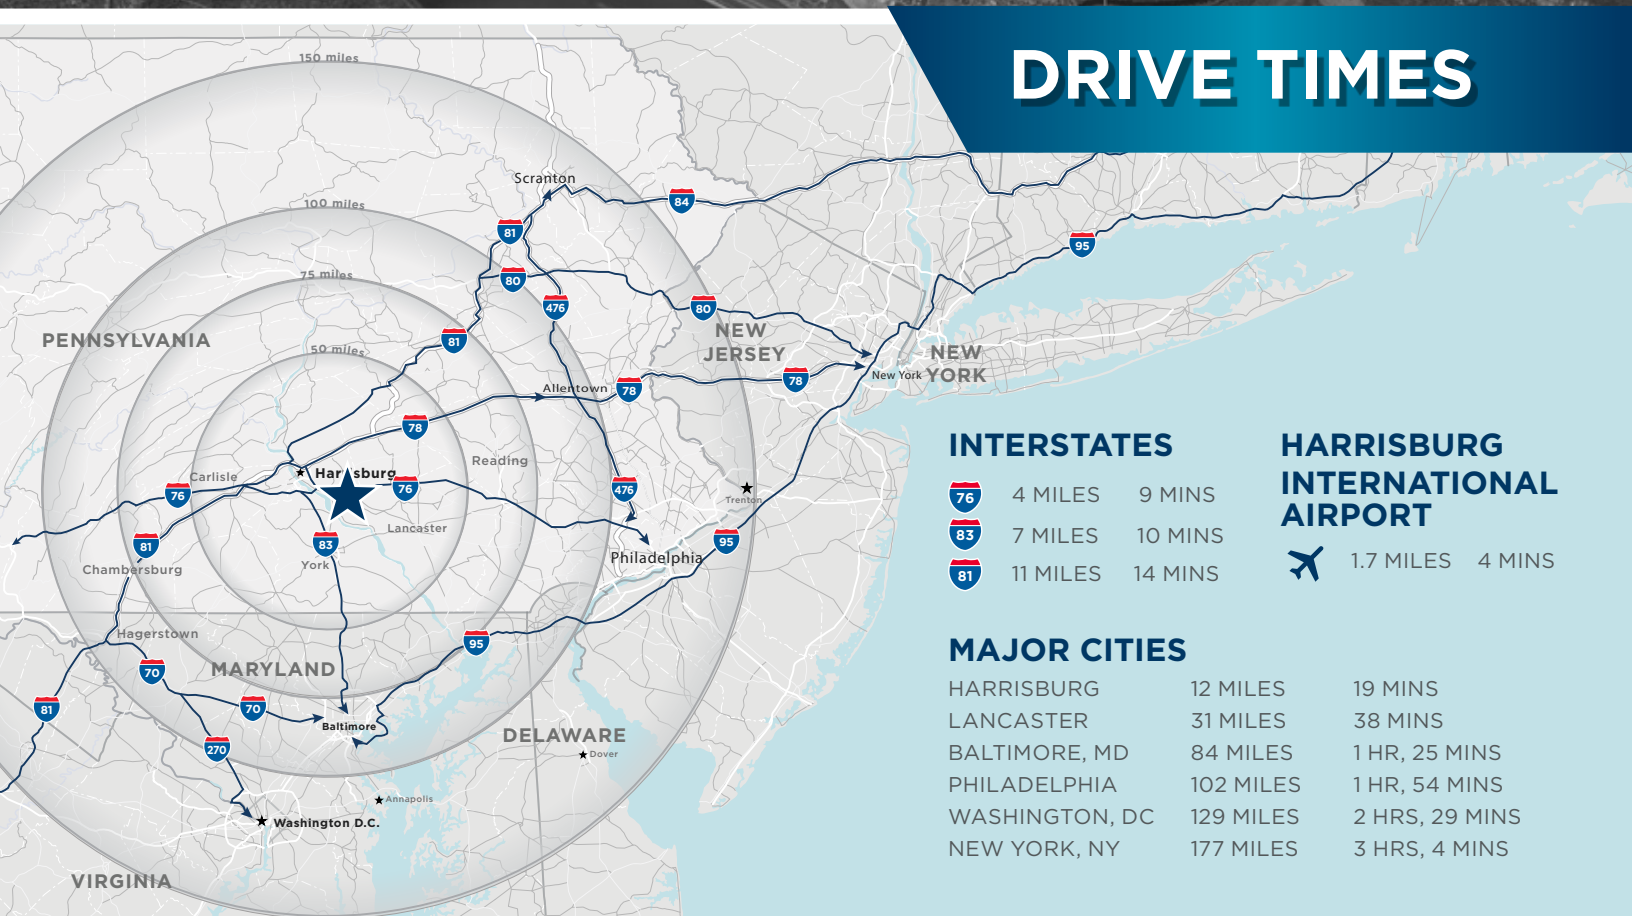 DRIVE TIMES
150 miles
Scranton
84
100 miles
81
95
75 miles
80
476
80
PENNSYLVANIA
81
50 miles
NEW
JERSEY
NEW
YORK
New York
Allentown
78
78
78
Carlisle
Harrisburg
Reading
76
76
476
Trenton
Lancaster
81
83
95
Philadelphia
Chambersburg
York
Hagerstown
95
70
MARYLAND
81
70
Baltimore
270
DELAWARE
Dover
Annapolis
Washington D.C.
VIRGINIA
INTERSTATES
76 4 MILES 9 MINS
83 7 MILES 10 MINS
81 11 MILES 14 MINS
HARRISBURG
INTERNATIONAL
AIRPORT
1.7 MILES 4 MINS
MAJOR CITIES
HARRISBURG 12 MILES 19 MINS
LANCASTER 31 MILES 38 MINS
BALTIMORE, MD 84 MILES 1 HR, 25 MINS
PHILADELPHIA 102 MILES 1 HR, 54 MINS
WASHINGTON, DC 129 MILES 2 HRS, 29 MINS
NEW YORK, NY 177 MILES 3 HRS, 4 MINS